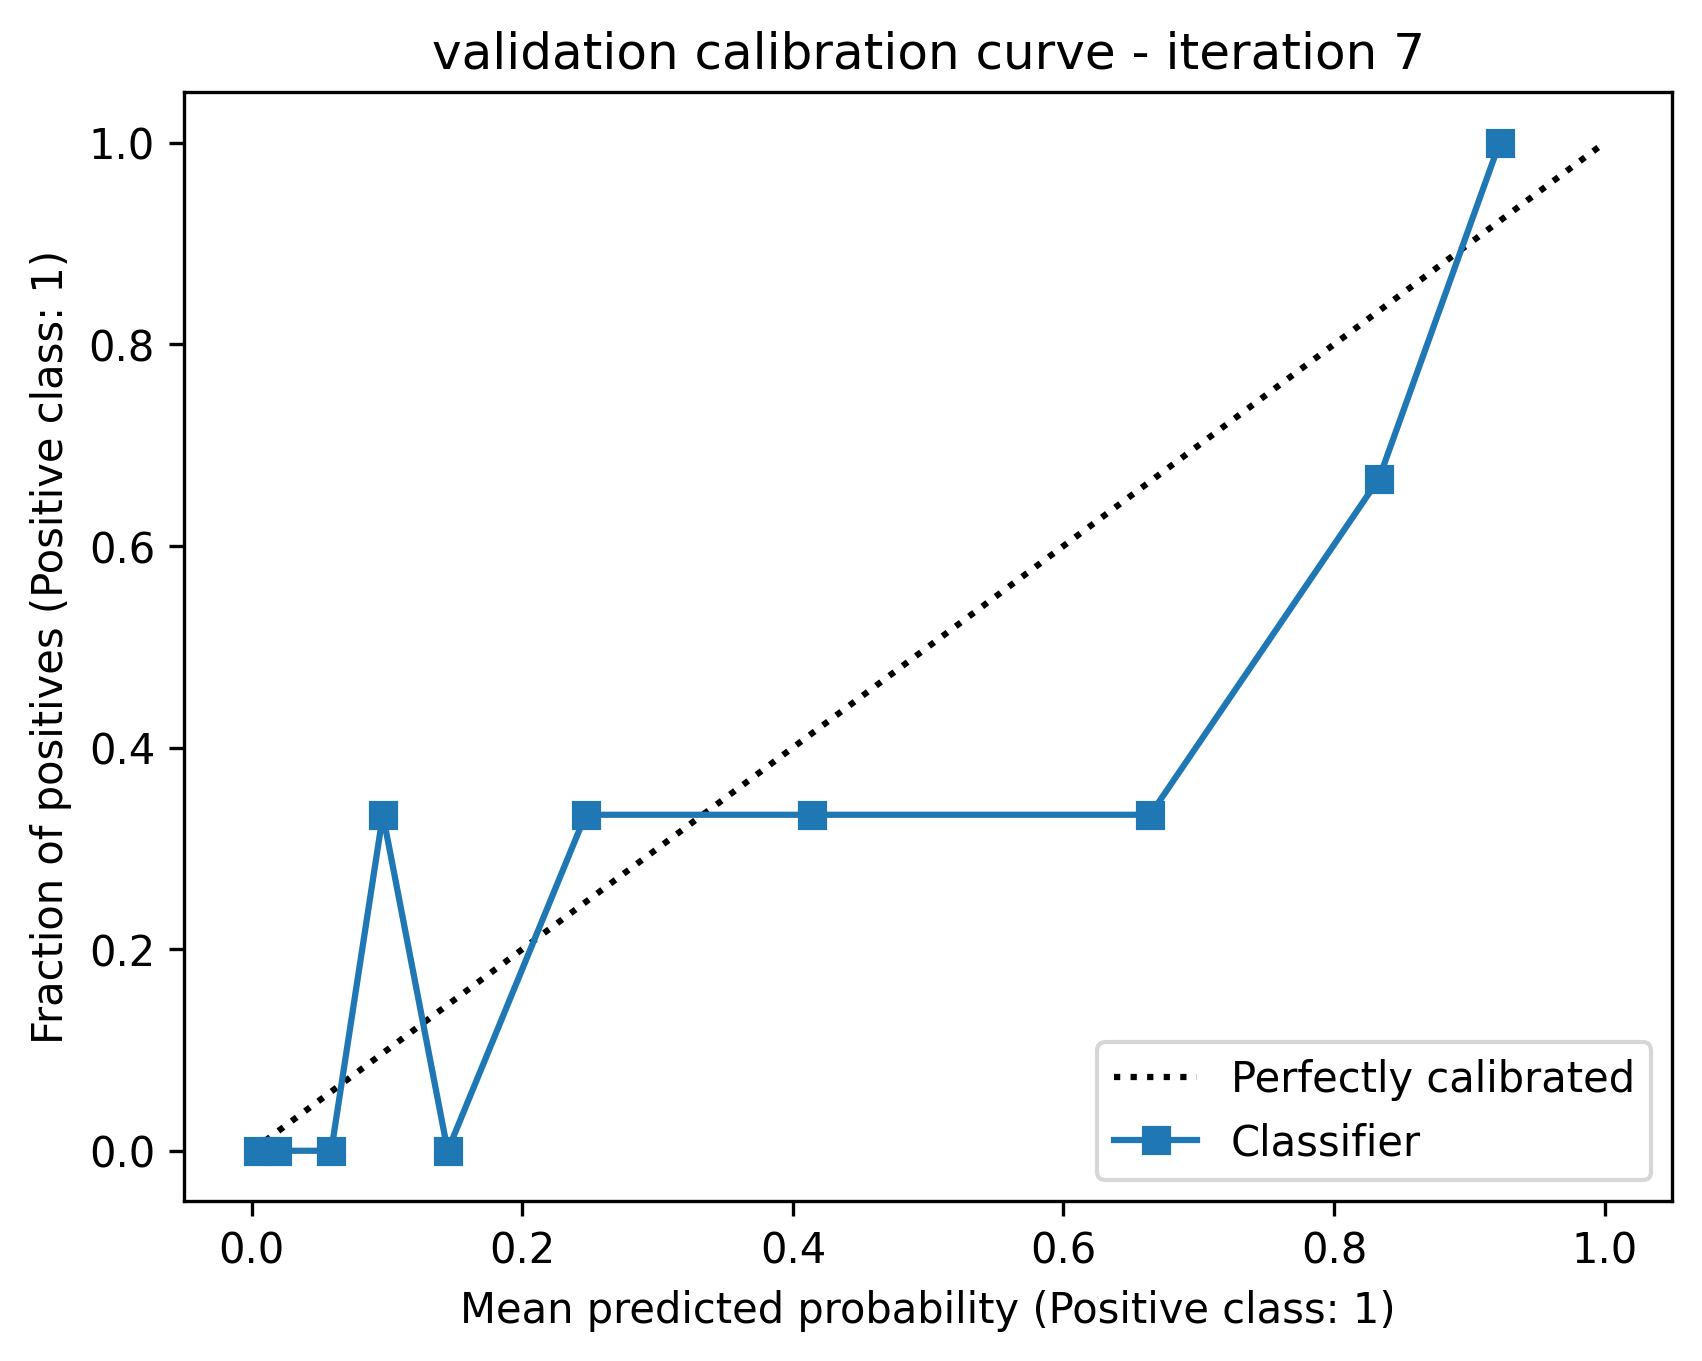 validation calibration curve - iteration 7
Fraction of positives (Positive class: 1)
1.0
0.8
0.6
0.4
0.2
0.0
Perfectly calibrated
Classifier
0.0 0.2 0.4 0.6 0.8 1.0
Mean predicted probability (Positive class: 1)